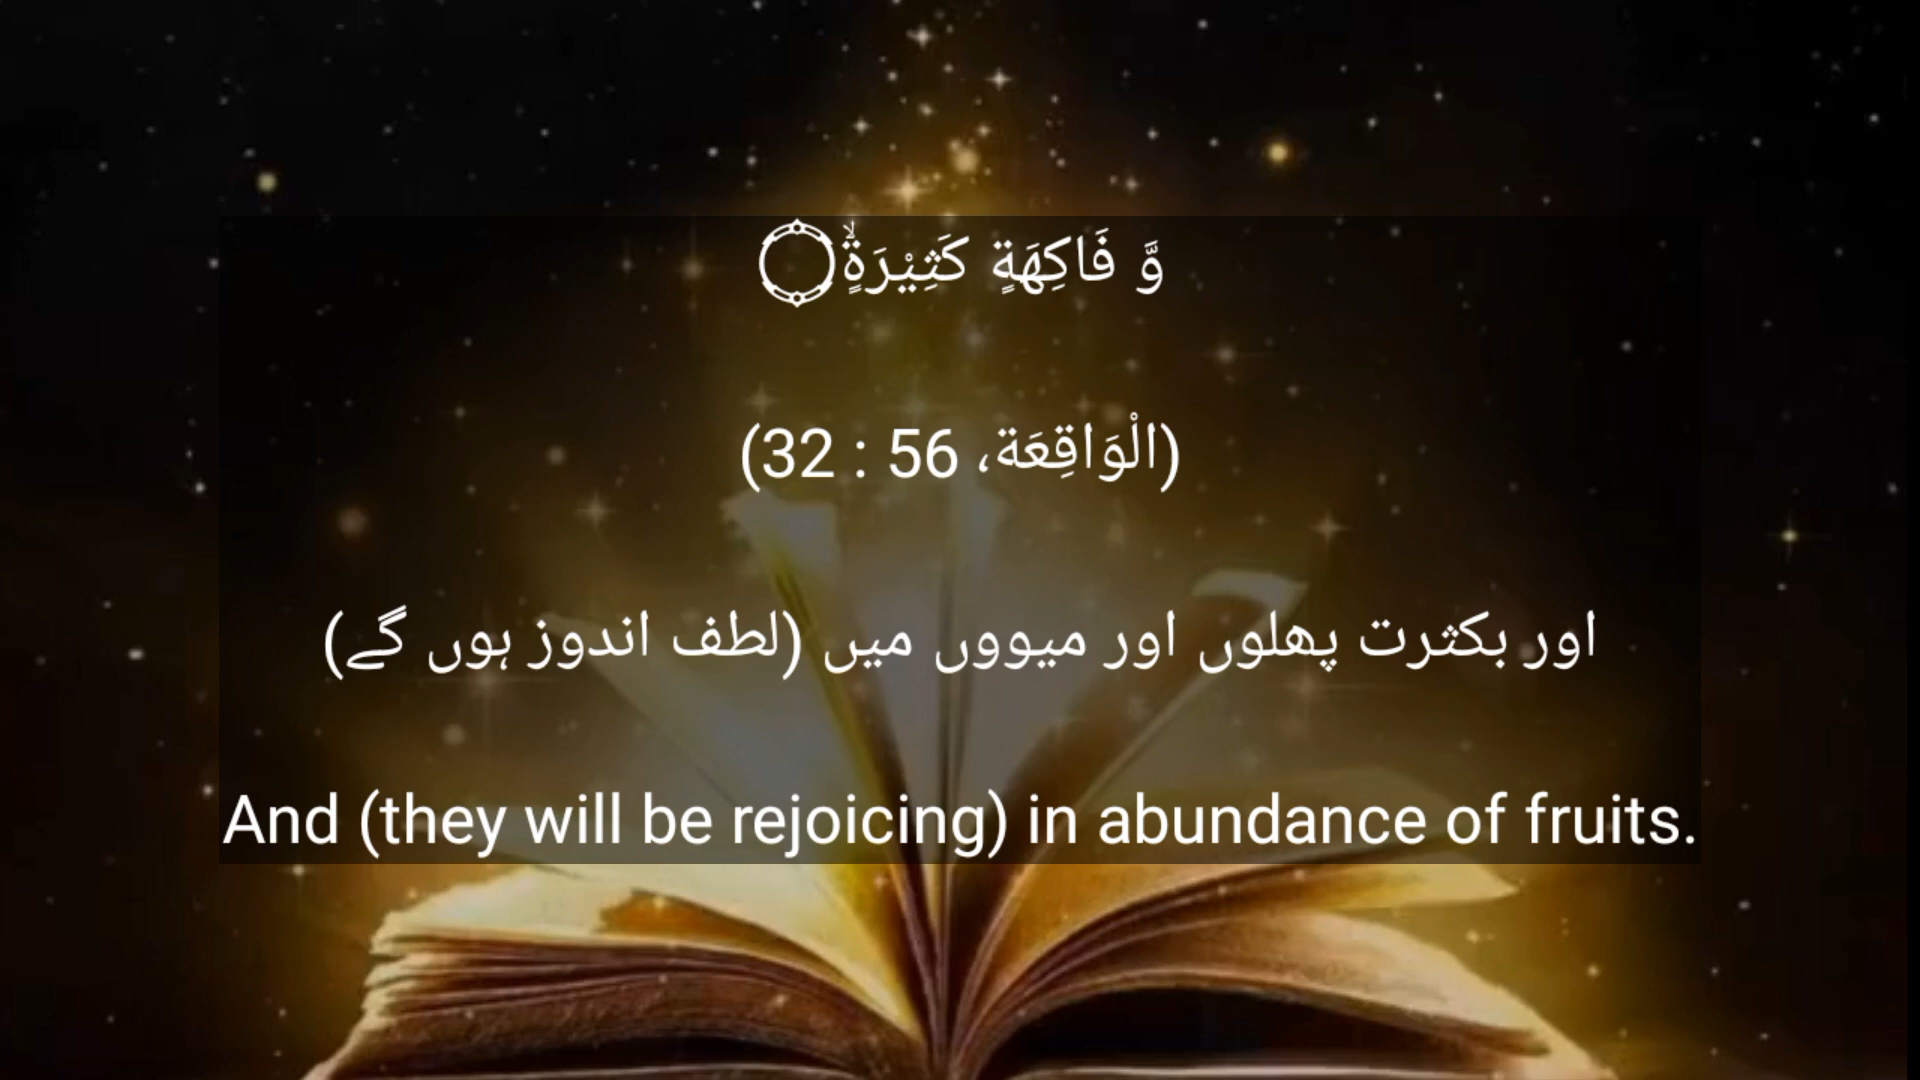 وَّ فَاكِهَةٍ كَثِيْرَةٍۙ۝
(الْوَاقِعَة، 56 : 32)
اور بکثرت پھلوں اور میووں میں (لطف اندوز ہوں گے)
And (they will be rejoicing) in abundance of fruits.